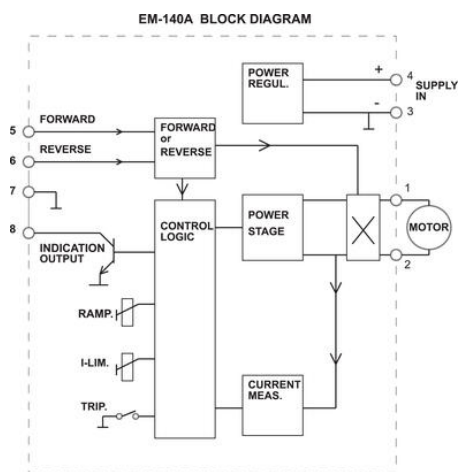 EM-140A BLOCK DIAGRAM
POWER
REGUL.
+
4
SUPPLY
IN
-
3
5
FORWARD
6
REVERSE
FORWARD
or
REVERSE
7
8
INDICATION
OUTPUT
CONTROL
LOGIC
POWER
STAGE
1
MOTOR
2
RAMP.
I-LIM.
TRIP.
CURRENT
MEAS.